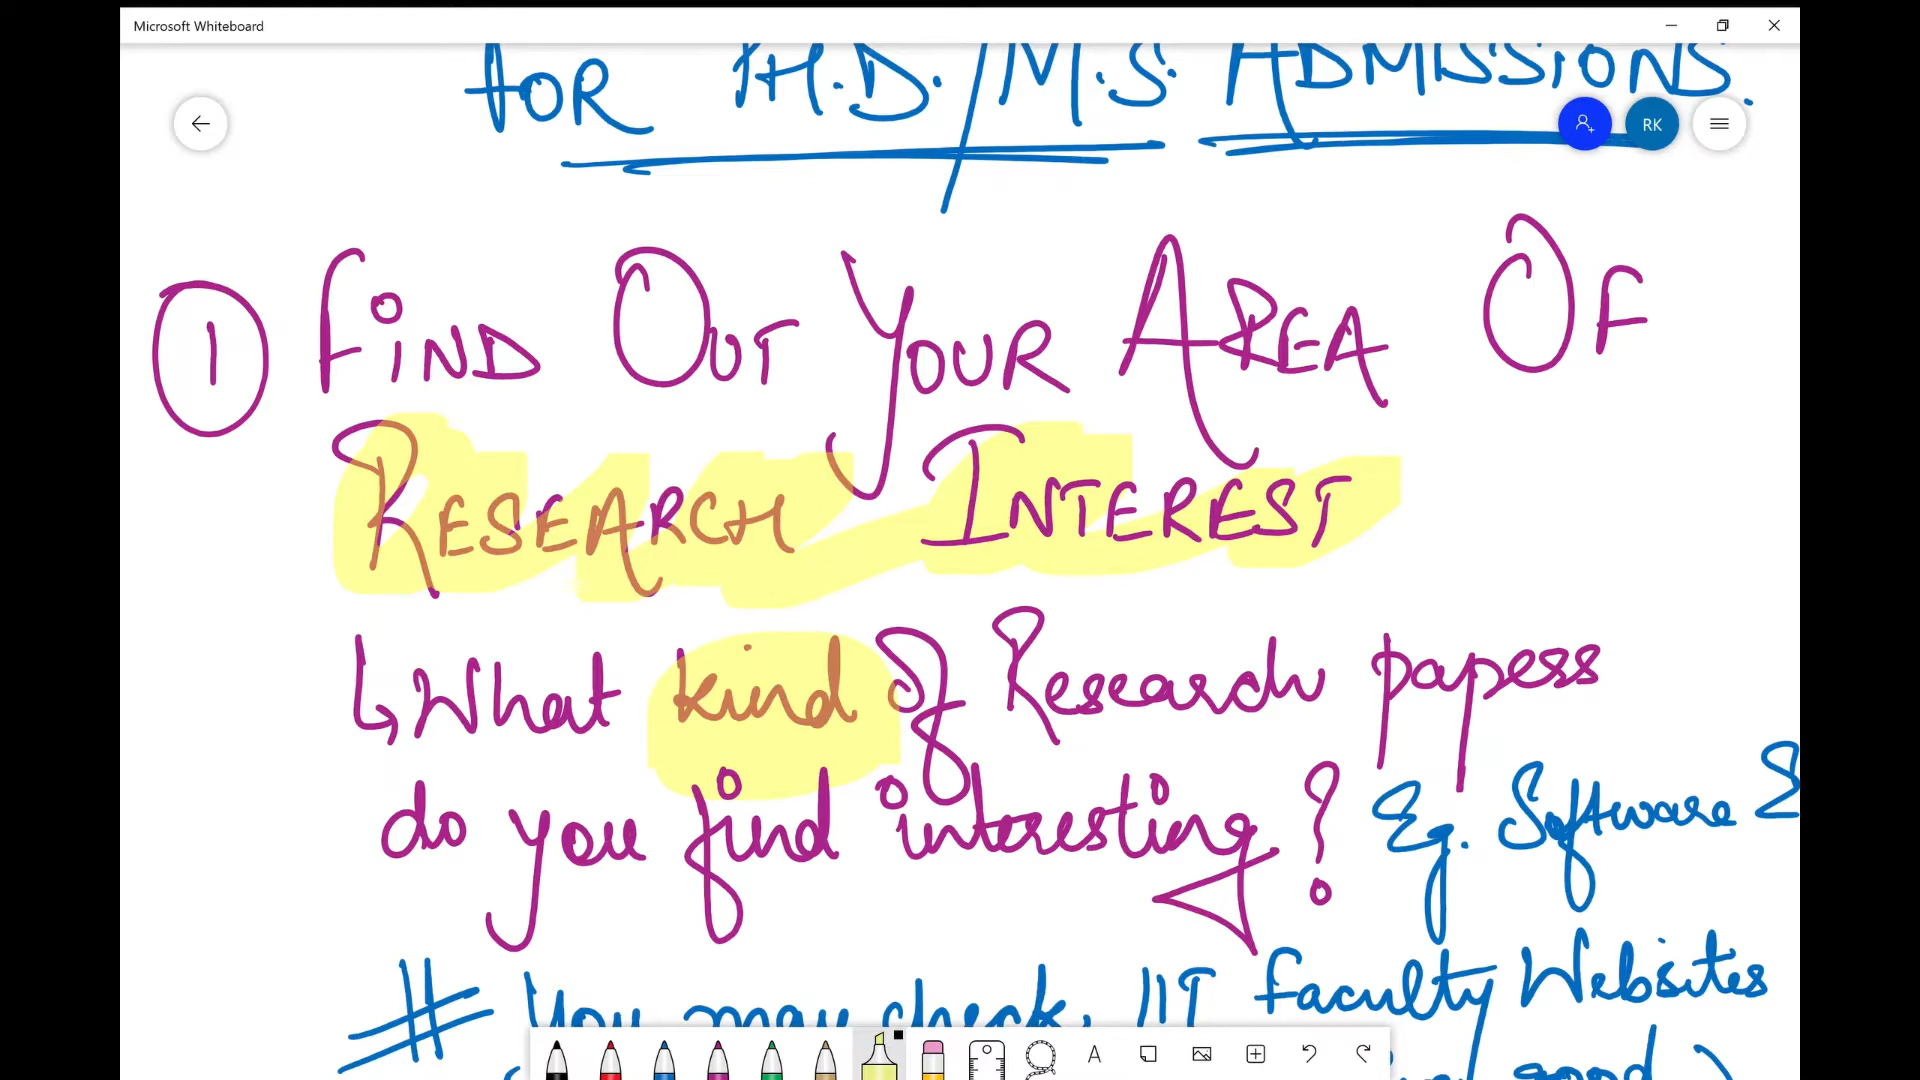 Microsoft Whiteboard
FOR PH.D./M.S. ADMISSIONS.
RK
1 FIND OUT YOUR AREA OF
RESEARCH INTEREST
↳ What kind of Research papers
do you find interesting? Eg. Software
# You may check IIT faculty Websites
good